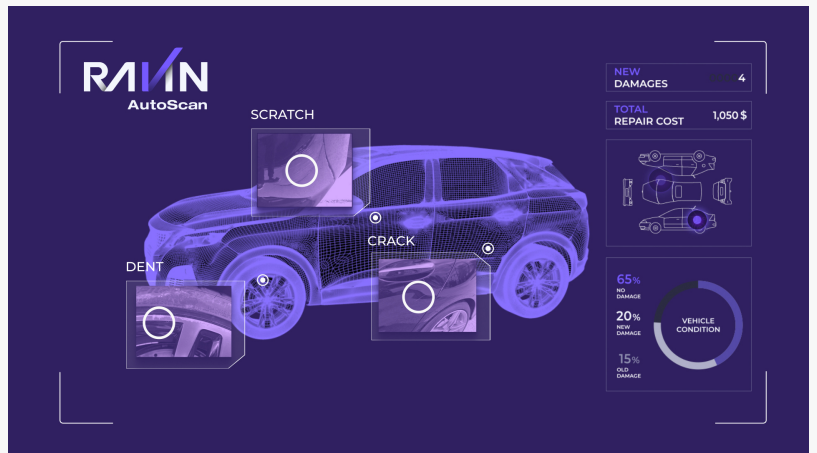 RAVIN
AutoScan
SCRATCH
CRACK
DENT
NEW
DAMAGES
4
TOTAL
REPAIR COST
1,050 $
65%
NO
DAMAGE
20%
NEW
DAMAGE
15%
OLD
DAMAGE
VEHICLE
CONDITION